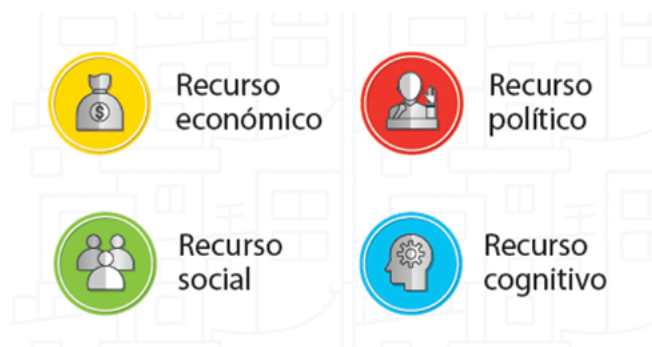 Recurso
económico
Recurso
político
Recurso
social
Recurso
cognitivo